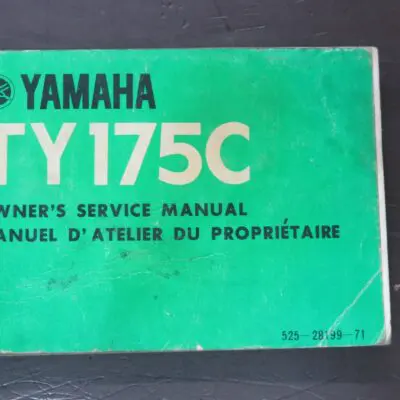 YAMAHA
TY175C
WNER'S SERVICE MANUAL
ANUEL D'ATELIER DU PROPRIÉTAIRE
525-28199-71